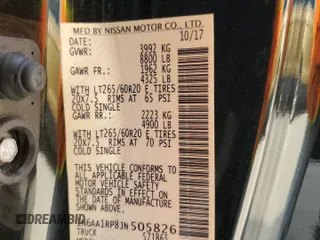 MFD BY NISSAN MOTOR CO., LTD.
DATE: 10/17
GVWR: 3992 KG
8800 LB
GAWR FR.: 1962 KG
4325 LB
WITH LT265/60R20 E TIRES
20X7.5 RIMS AT 65 PSI
COLD SINGLE
GAWR RR.: 2223 KG
4900 LB
WITH LT265/60R20 E TIRES
20X7.5 RIMS AT 70 PSI
COLD SINGLE
THIS VEHICLE CONFORMS TO
ALL APPLICABLE FEDERAL
MOTOR VEHICLE SAFETY
STANDARDS IN EFFECT ON
THE DATE OF MANUFACTURE
SHOWN ABOVE.
6AA1RP8JN505826
TRUCK
DREAMBID